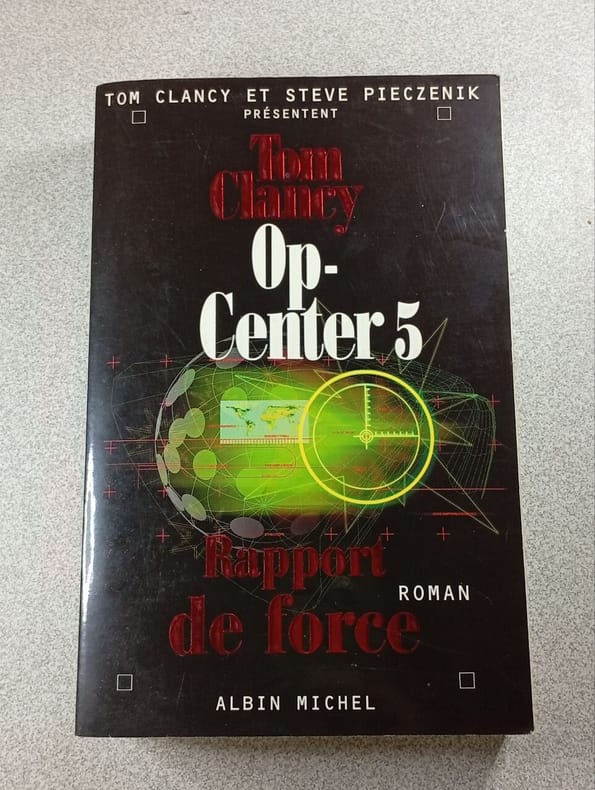 TOM CLANCY ET STEVE PIECZENIK
PRÉSENTENT
Tom
Clancy
Op-
Center 5
Rapport
de force
ROMAN
ALBIN MICHEL